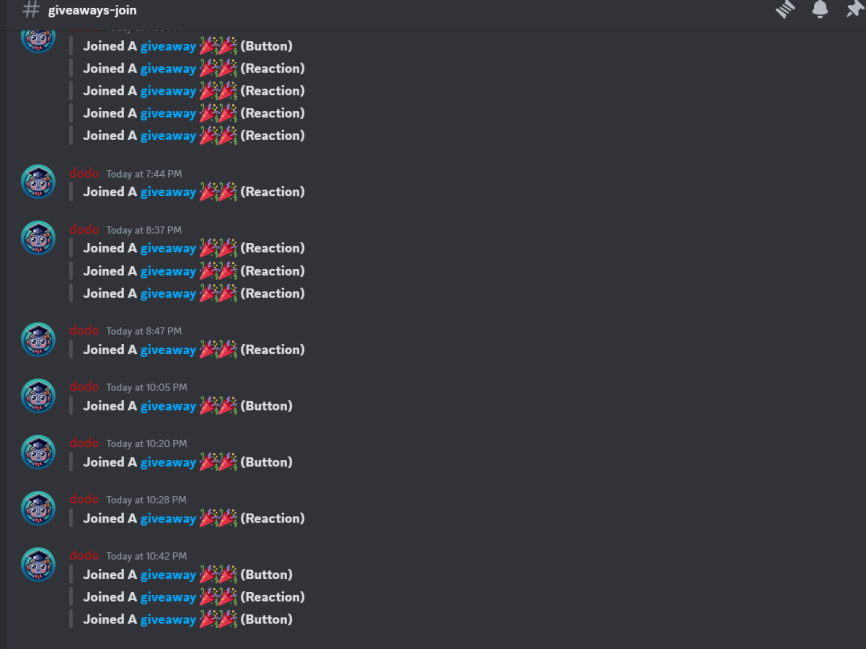 giveaways-join
Joined A giveaway 🎉🎉 (Button)
Joined A giveaway 🎉🎉 (Reaction)
Joined A giveaway 🎉🎉 (Reaction)
Joined A giveaway 🎉🎉 (Reaction)
Joined A giveaway 🎉🎉 (Reaction)
dodo Today at 7:44 PM
Joined A giveaway 🎉🎉 (Reaction)
dodo Today at 8:37 PM
Joined A giveaway 🎉🎉 (Reaction)
Joined A giveaway 🎉🎉 (Reaction)
Joined A giveaway 🎉🎉 (Reaction)
dodo Today at 8:47 PM
Joined A giveaway 🎉🎉 (Reaction)
dodo Today at 10:05 PM
Joined A giveaway 🎉🎉 (Button)
dodo Today at 10:20 PM
Joined A giveaway 🎉🎉 (Button)
dodo Today at 10:28 PM
Joined A giveaway 🎉🎉 (Reaction)
dodo Today at 10:42 PM
Joined A giveaway 🎉🎉 (Button)
Joined A giveaway 🎉🎉 (Reaction)
Joined A giveaway 🎉🎉 (Button)